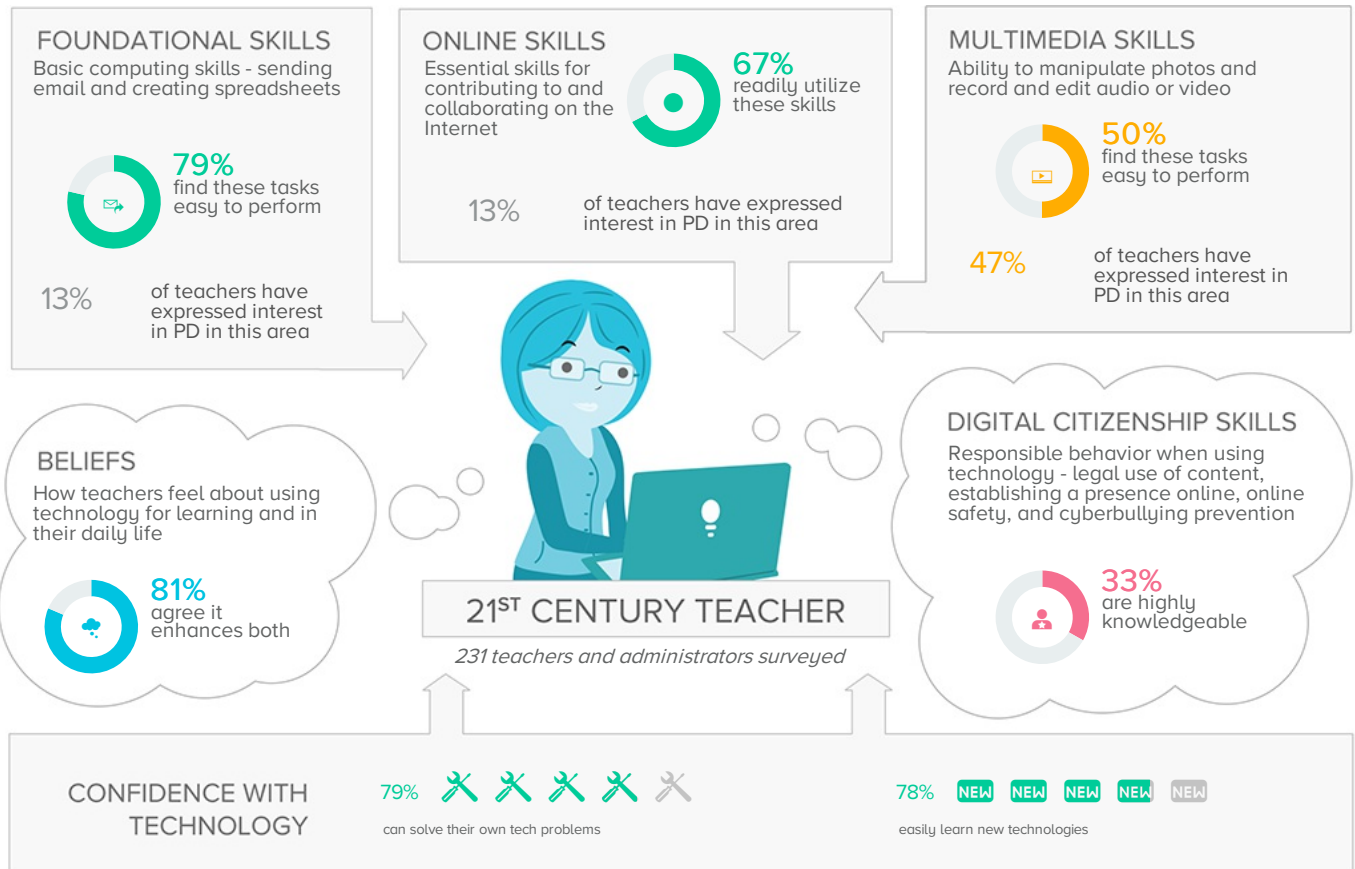 FOUNDATIONAL SKILLS
Basic computing skills - sending
email and creating spreadsheets
79%
find these tasks
easy to perform
13%
of teachers have
expressed interest
in PD in this area
ONLINE SKILLS
Essential skills for
contributing to and
collaborating on the
Internet
67%
readily utilize
these skills
13%
of teachers have expressed
interest in PD in this area
MULTIMEDIA SKILLS
Ability to manipulate photos and
record and edit audio or video
50%
find these tasks
easy to perform
47%
of teachers have
expressed interest in
PD in this area
BELIEFS
How teachers feel about using
technology for learning and in
their daily life
81%
agree it
enhances both
DIGITAL CITIZENSHIP SKILLS
Responsible behavior when using
technology - legal use of content,
establishing a presence online, online
safety, and cyberbullying prevention
33%
are highly
knowledgeable
21ST CENTURY TEACHER
231 teachers and administrators surveyed
CONFIDENCE WITH
TECHNOLOGY
79%
can solve their own tech problems
78% NEW NEW NEW NEW NEW
easily learn new technologies